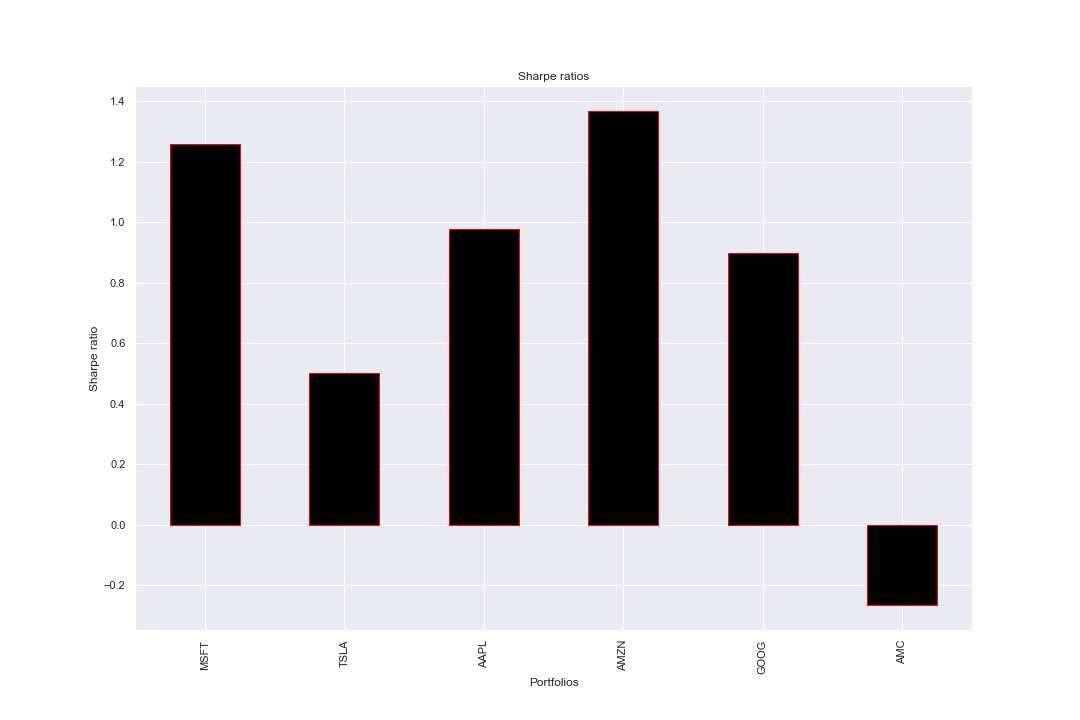 Sharpe ratios
1.4
1.2
1.0
0.8
0.6
0.4
0.2
0.0
−0.2
Sharpe ratio
MSFT
TSLA
AAPL
AMZN
GOOG
AMC
Portfolios